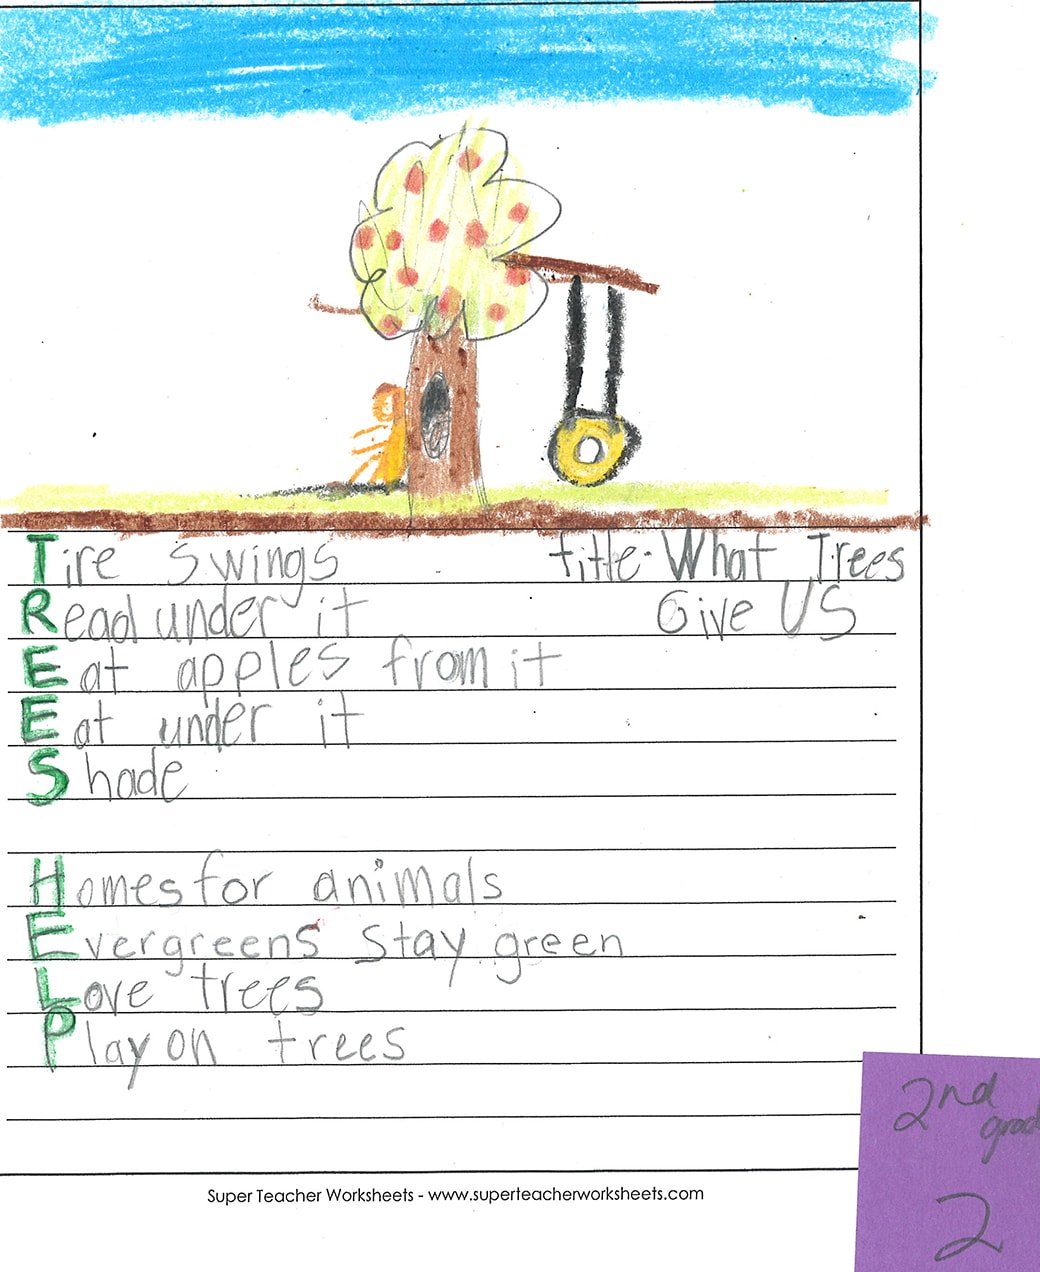 Tire swings
title- What Trees
Give US
Read under it
Eat apples from it
Eat under it
Shade
Homes for animals
Evergreens stay green
Love trees
Play on trees
2nd
grad
2
Super Teacher Worksheets - www.superteacherworksheets.com